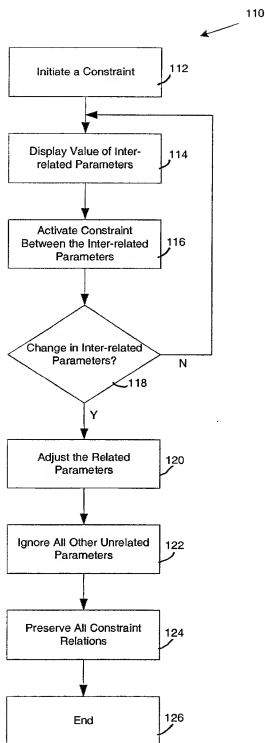 110
Initiate a Constraint
112
Display Value of Inter-
related Parameters
114
Activate Constraint
Between the Inter-related
Parameters
116
Change in Inter-related
Parameters?
118
N
Y
Adjust the Related
Parameters
120
Ignore All Other Unrelated
Parameters
122
Preserve All Constraint
Relations
124
End
126